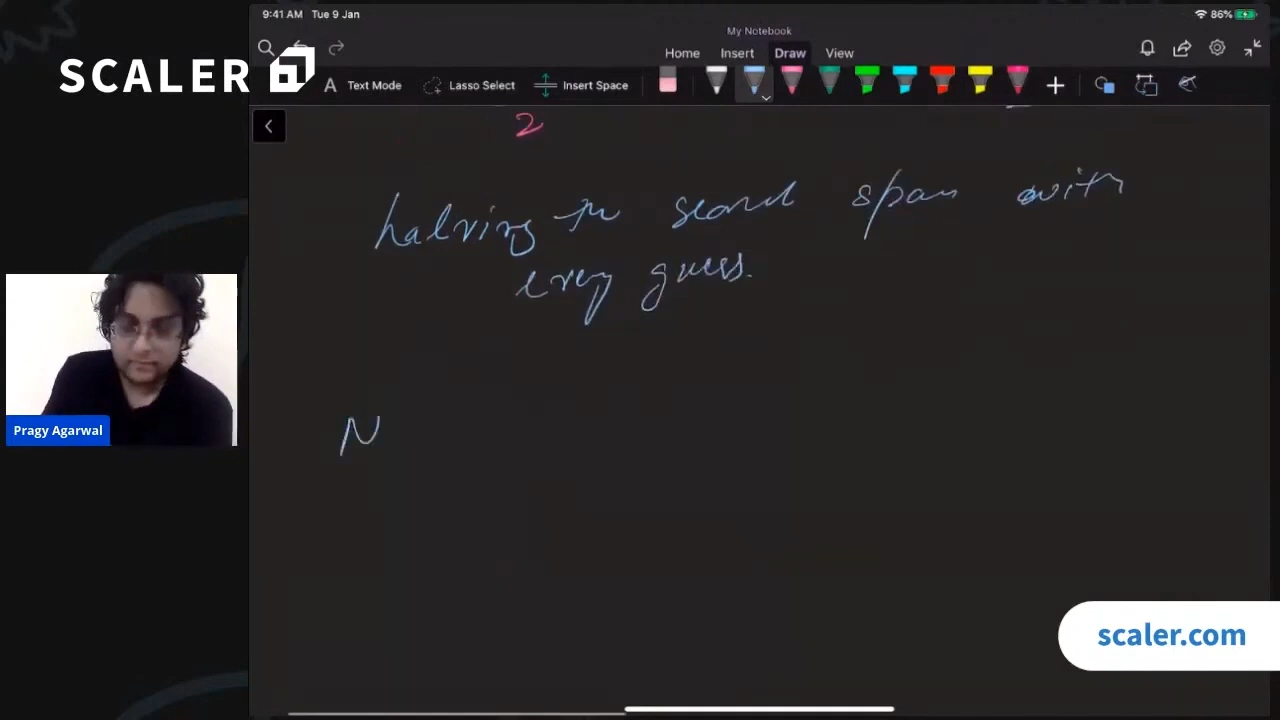 9:41 AM Tue 9 Jan
86%
My Notebook
Home Insert Draw View
SCALER
A Text Mode Lasso Select Insert Space
2
halving the search space with
every guess.
Pragy Agarwal
N
scaler.com